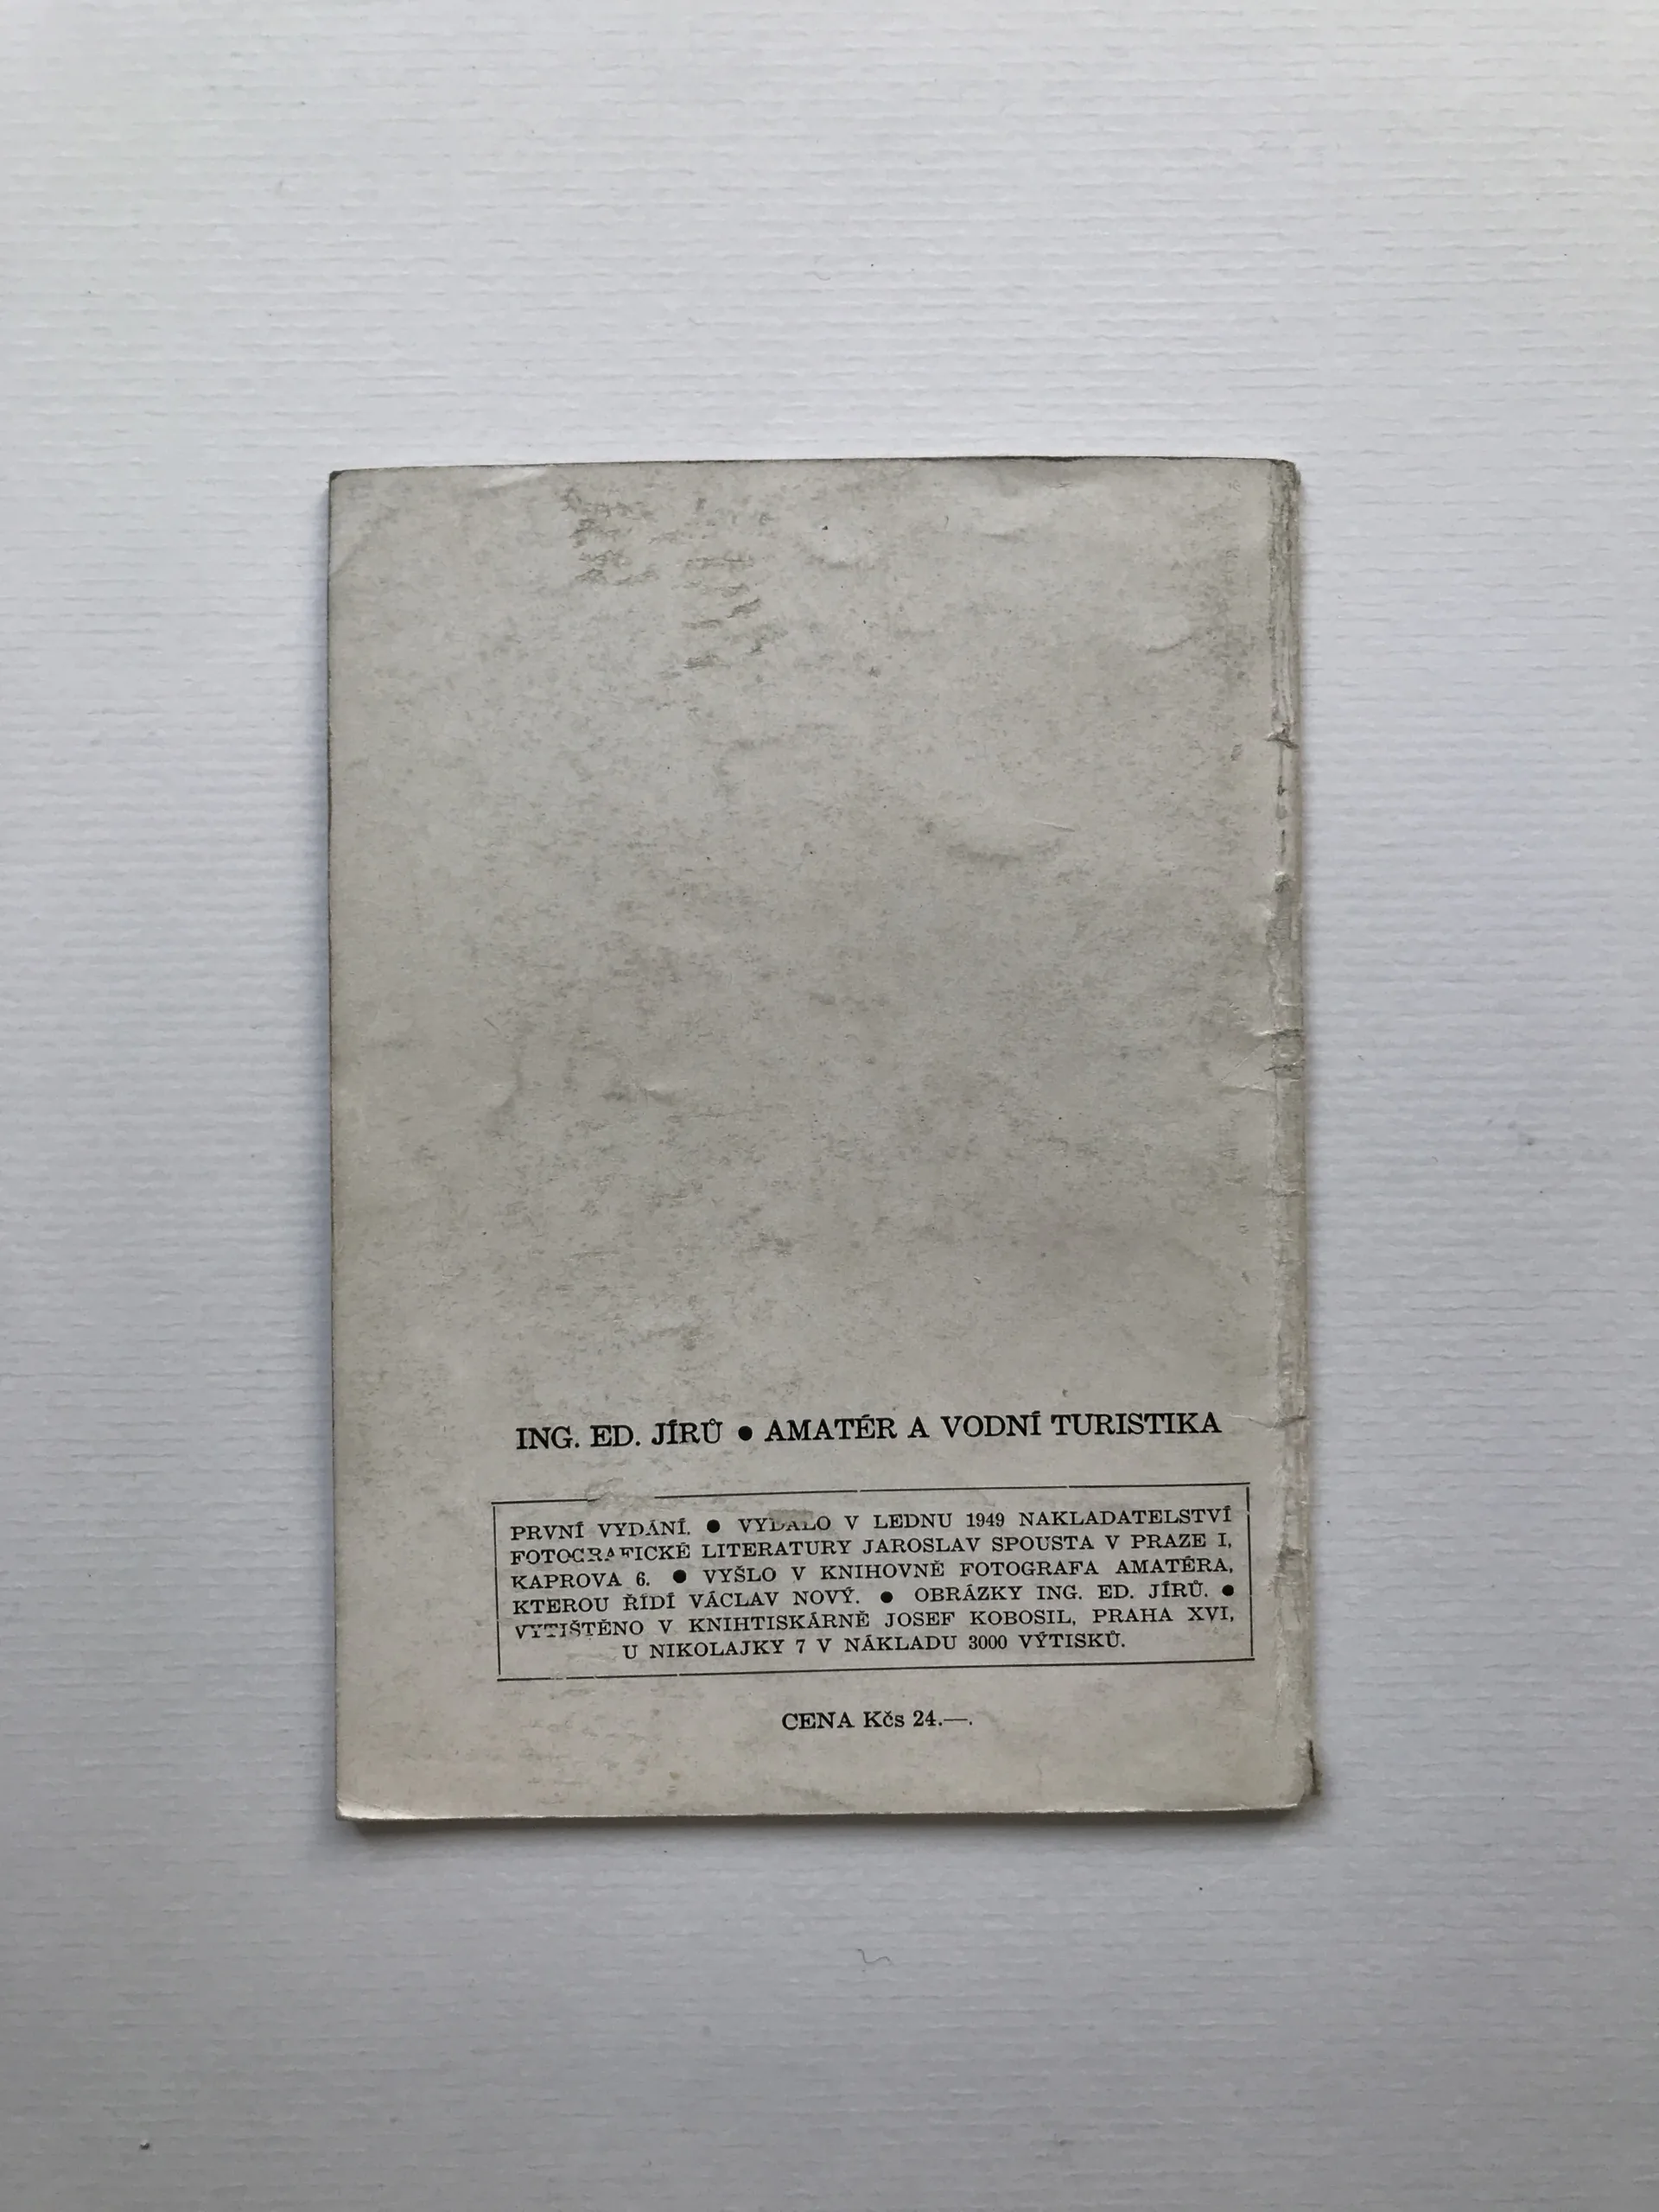 ING. ED. JÍRŮ ● AMATÉR A VODNÍ TURISTIKA
PRVNÍ VYDÁNÍ. ● VYDALO V LEDNU 1949 NAKLADATELSTVÍ
FOTOGRAFICKÉ LITERATURY JAROSLAV SPOUSTA V PRAZE I,
KAPROVA 6. ● VYŠLO V KNIHOVNĚ FOTOGRAFA AMATÉRA,
KTEROU ŘÍDÍ VÁCLAV NOVÝ. ● OBRÁZKY ING. ED. JÍRŮ. ●
VYTIŠTĚNO V KNIHTISKÁRNĚ JOSEF KOBOSIL, PRAHA XVI,
U NIKOLAJKY 7 V NÁKLADU 3000 VÝTISKŮ.
CENA Kčs 24.—.